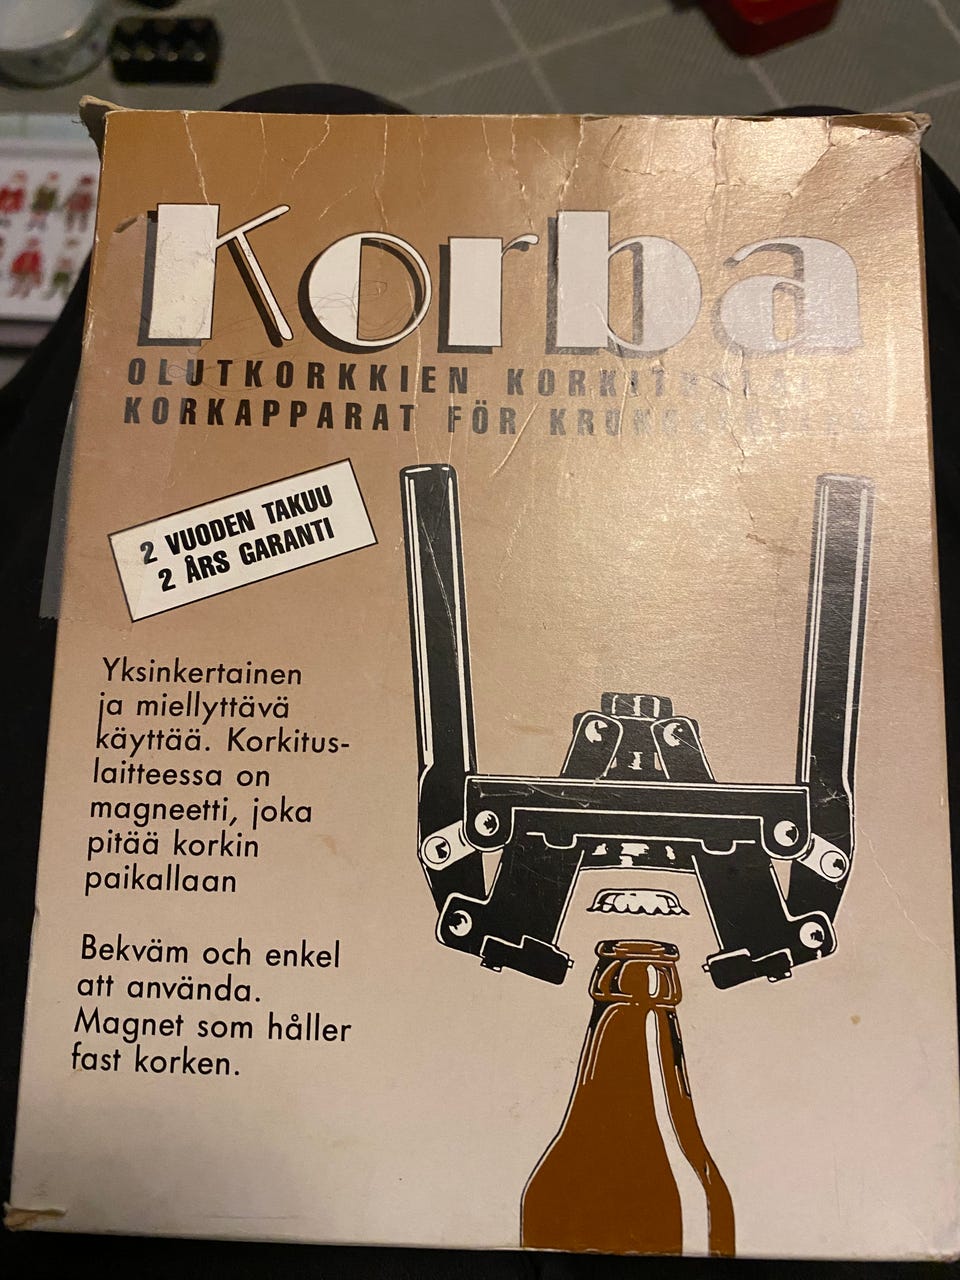 Korba
OLUTKORKKIEN
KORKAPPARAT FÖR
2 VUODEN TAKUU
2 ÅRS GARANTI
Yksinkertainen
ja miellyttävä
käyttää. Korkitus-
laitteessa on
magneetti, joka
pitää korkin
paikallaan
Bekväm och enkel
att använda.
Magnet som håller
fast korken.